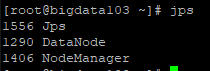 [root@bigdata103 ~]# jps
1556 Jps
1290 DataNode
1406 NodeManager